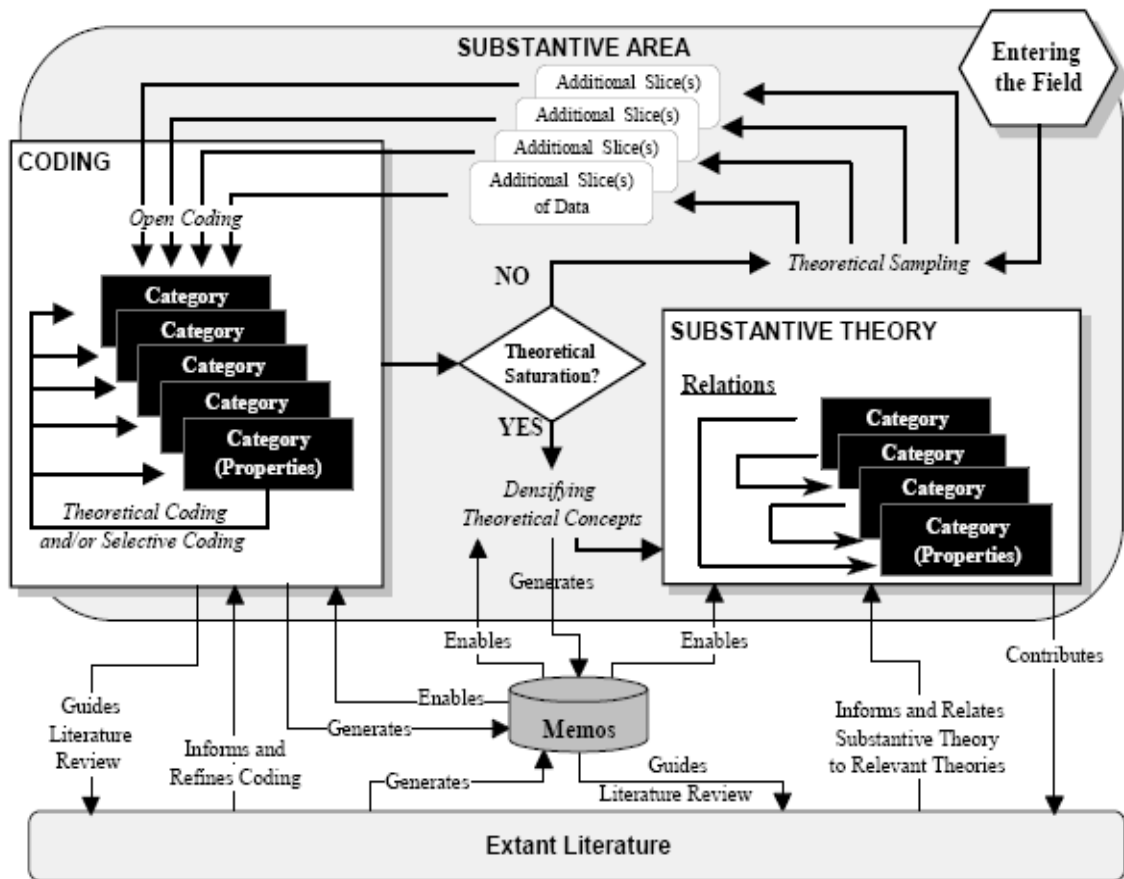 SUBSTANTIVE AREA
Entering
the Field
Additional Slice(s)
Additional Slice(s)
Additional Slice(s)
Additional Slice(s)
of Data
CODING
Open Coding
Category
Category
Category
Category
Category
(Properties)
Theoretical Coding
and/or Selective Coding
NO
Theoretical Sampling
Theoretical
Saturation?
YES
Densifying
Theoretical Concepts
SUBSTANTIVE THEORY
Relations
Category
Category
Category
Category
(Properties)
Generates
Enables
Enables
Contributes
Guides
Literature
Review
Informs and
Refines Coding
Enables
Generates
Memos
Generates
Guides
Literature Review
Informs and Relates
Substantive Theory
to Relevant Theories
Extant Literature